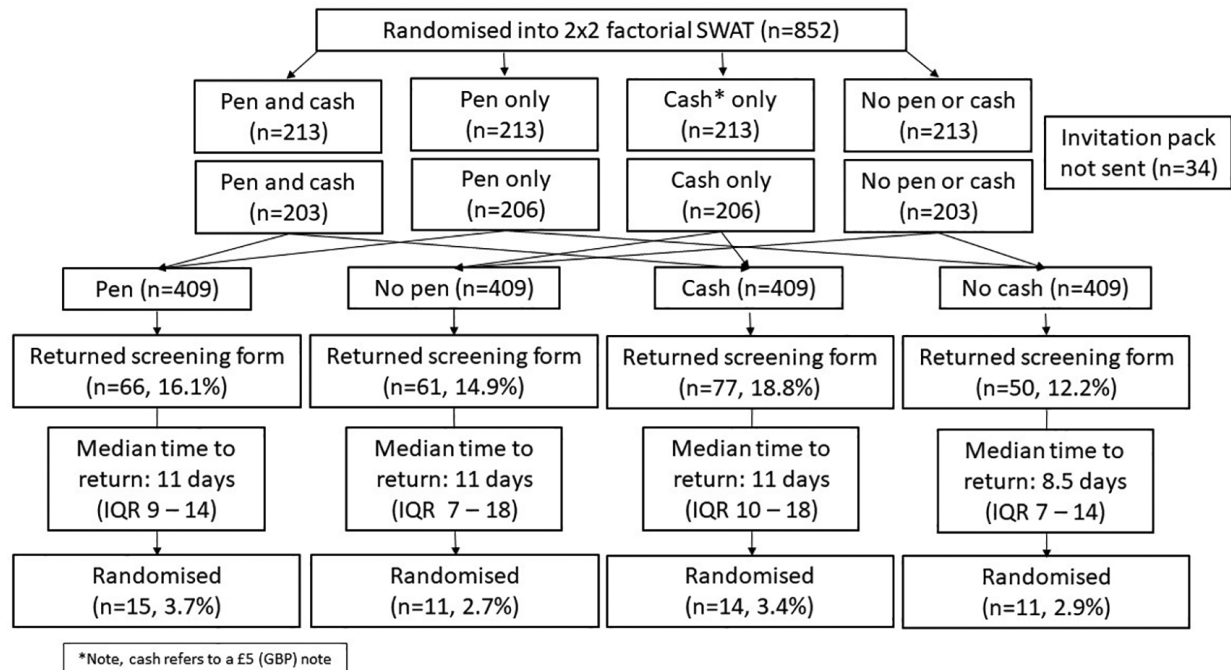 Randomised into 2x2 factorial SWAT (n=852)
Pen and cash
(n=213)
Pen only
(n=213)
Cash* only
(n=213)
No pen or cash
(n=213)
Invitation pack
not sent (n=34)
Pen and cash
(n=203)
Pen only
(n=206)
Cash only
(n=206)
No pen or cash
(n=203)
Pen (n=409)
No pen (n=409)
Cash (n=409)
No cash (n=409)
Returned screening form
(n=66, 16.1%)
Returned screening form
(n=61, 14.9%)
Returned screening form
(n=77, 18.8%)
Returned screening form
(n=50, 12.2%)
Median time to
return: 11 days
(IQR 9 – 14)
Median time to
return: 11 days
(IQR 7 – 18)
Median time to
return: 11 days
(IQR 10 – 18)
Median time to
return: 8.5 days
(IQR 7 – 14)
Randomised
(n=15, 3.7%)
Randomised
(n=11, 2.7%)
Randomised
(n=14, 3.4%)
Randomised
(n=11, 2.9%)
*Note, cash refers to a £5 (GBP) note